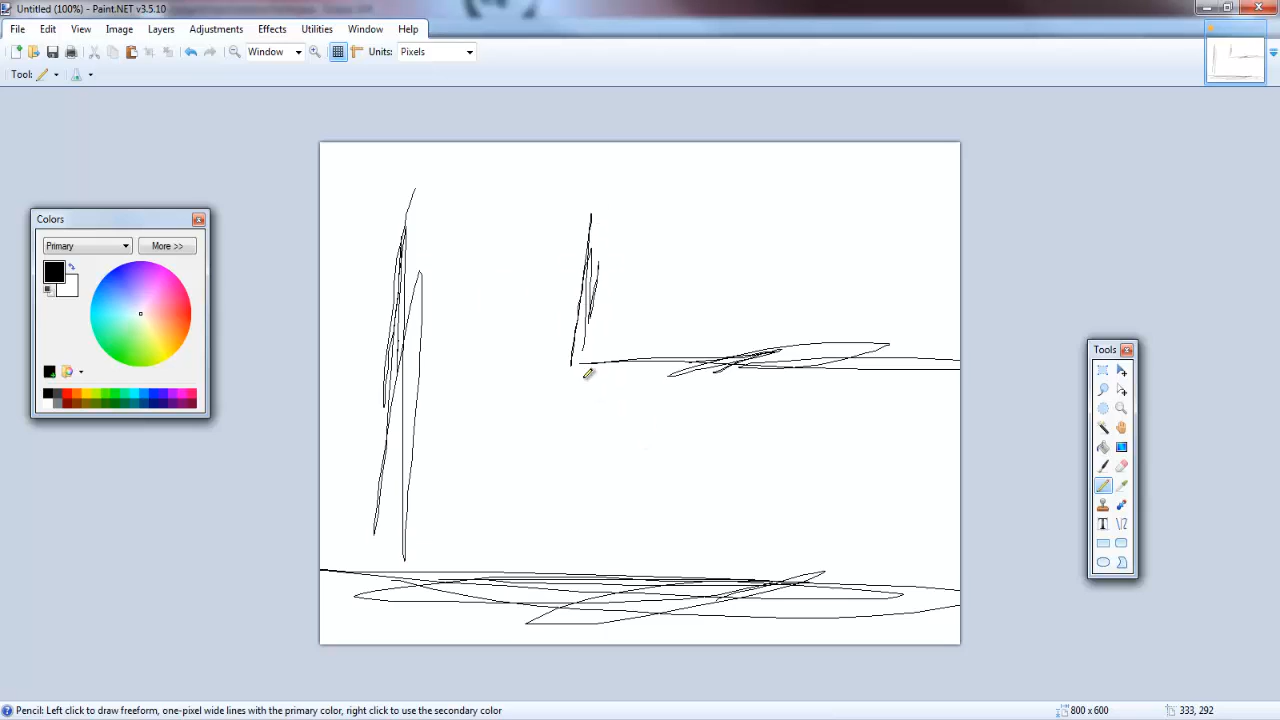 Untitled (100%) - Paint.NET v3.5.10
File Edit View Image Layers Adjustments Effects Utilities Window Help
Window Units: Pixels
Tool:
Colors
Primary More >>
Tools
Pencil: Left click to draw freeform, one-pixel wide lines with the primary color, right click to use the secondary color 800 x 600 333, 292